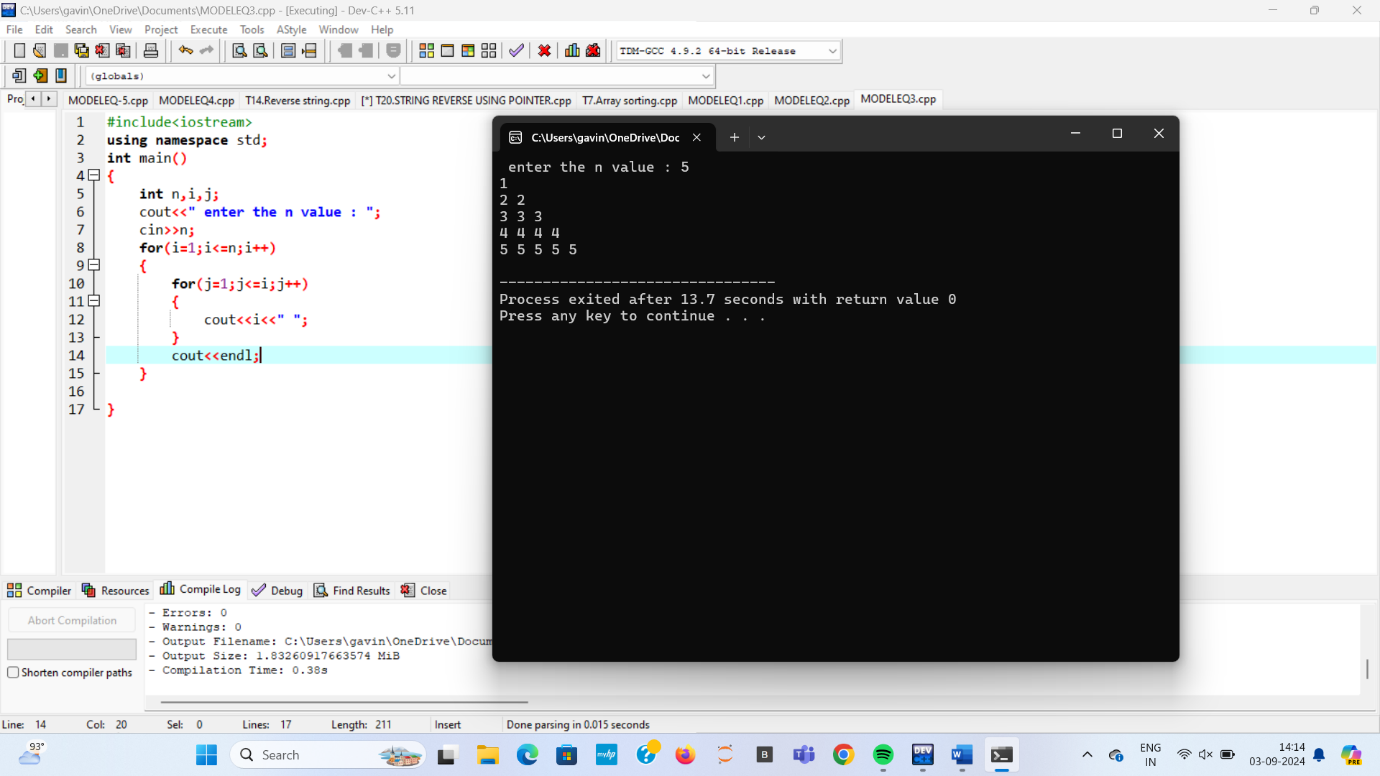 C:\Users\gavin\OneDrive\Documents\MODELEQ3.cpp - [Executing] - Dev-C++ 5.11
File Edit Search View Project Execute Tools AStyle Window Help
TDM-GCC 4.9.2 64-bit Release
(globals)
MODELEQ-5.cpp MODELEQ4.cpp T14.Reverse string.cpp [*] T20.STRING REVERSE USING POINTER.cpp T7.Array sorting.cpp MODELEQ1.cpp MODELEQ2.cpp MODELEQ3.cpp
1 #include<iostream>
2 using namespace std;
3 int main()
4 {
5 int n,i,j;
6 cout<<" enter the n value : ";
7 cin>>n;
8 for(i=1;i<=n;i++)
9 {
10 for(j=1;j<=i;j++)
11 {
12 cout<<i<<" ";
13 }
14 cout<<endl;
15 }
16
17 }
C:\Users\gavin\OneDrive\Doc
enter the n value : 5
1
2 2
3 3 3
4 4 4 4
5 5 5 5 5
--------------------------------
Process exited after 13.7 seconds with return value 0
Press any key to continue . . .
Compiler Resources Compile Log Debug Find Results Close
Abort Compilation
Shorten compiler paths
- Errors: 0
- Warnings: 0
- Output Filename: C:\Users\gavin\OneDrive\Docum
- Output Size: 1.83260917663574 MiB
- Compilation Time: 0.38s
Line: 14 Col: 20 Sel: 0 Lines: 17 Length: 211 Insert Done parsing in 0.015 seconds
93°
Search
myhp
B
DEV
ENG
IN
14:14
03-09-2024
PRE